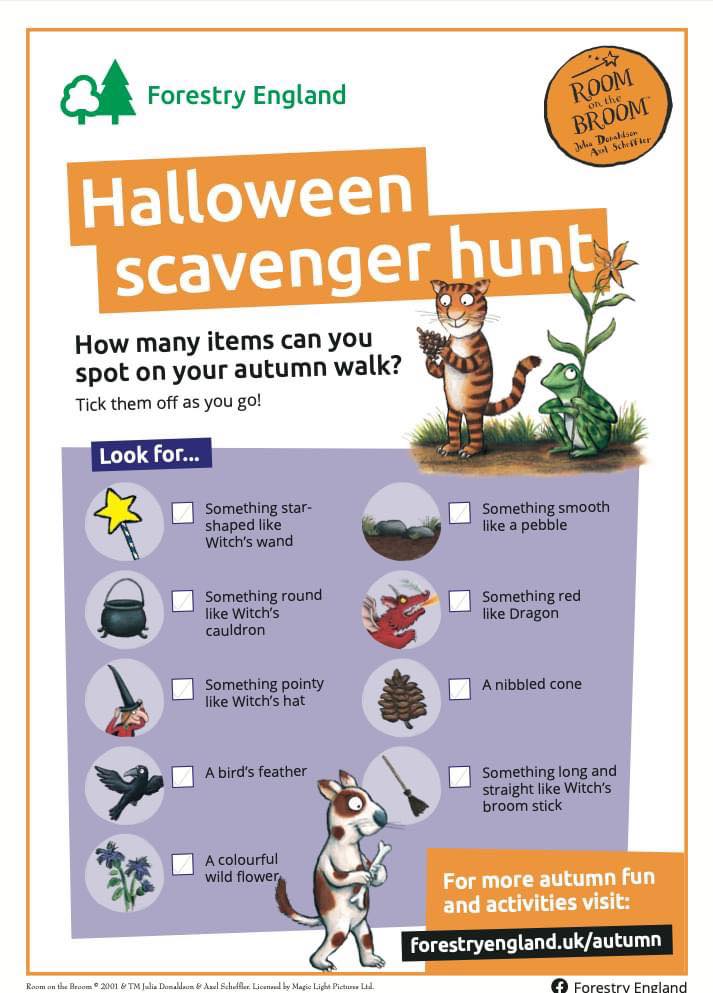 Forestry England
ROOM
on the
BROOM™
Julia Donaldson
Axel Scheffler
Halloween
scavenger hunt
How many items can you
spot on your autumn walk?
Tick them off as you go!
Look for...
Something star-
shaped like
Witch's wand
Something round
like Witch's
cauldron
Something pointy
like Witch's hat
A bird's feather
A colourful
wild flower
Something smooth
like a pebble
Something red
like Dragon
A nibbled cone
Something long and
straight like Witch's
broom stick
For more autumn fun
and activities visit:
forestryengland.uk/autumn
Room on the Broom © 2001 & TM Julia Donaldson & Axel Scheffler. Licensed by Magic Light Pictures Ltd.
Forestry England